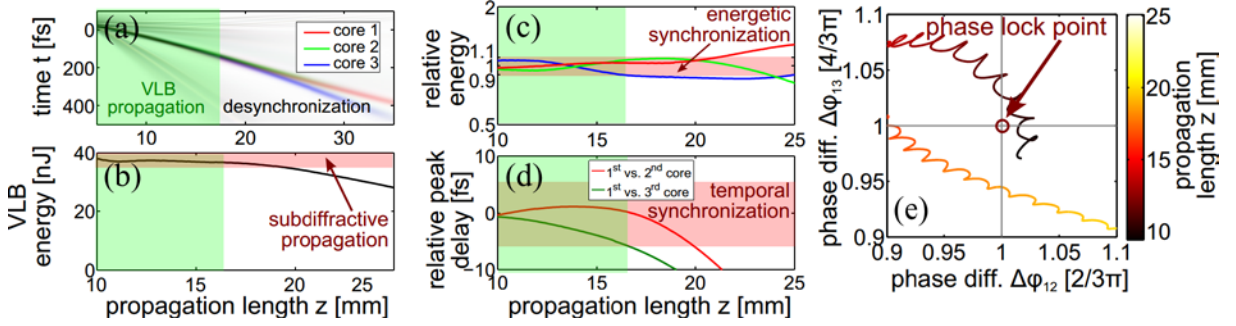 (a)
core 1
core 2
core 3
VLB
propagation
desynchronization
time t [fs]
0
200
400
10
20
30
(b)
VLB
energy [nJ]
40
20
0
subdiffractive
propagation
10
15
20
25
propagation length z [mm]
(c)
relative
energy
2
1.1
0.9
0.5
energetic
synchronization
10
15
20
25
(d)
relative peak
delay [fs]
10
0
−10
1st vs. 2nd core
1st vs. 3rd core
temporal
synchronization
10
15
20
25
propagation length z [mm]
(e)
phase lock point
phase diff. Δφ13 [4/3π]
1.1
1.05
1
0.95
0.9
0.9
0.95
1
1.05
1.1
phase diff. Δφ12 [2/3π]
25
20
15
10
propagation
length z [mm]